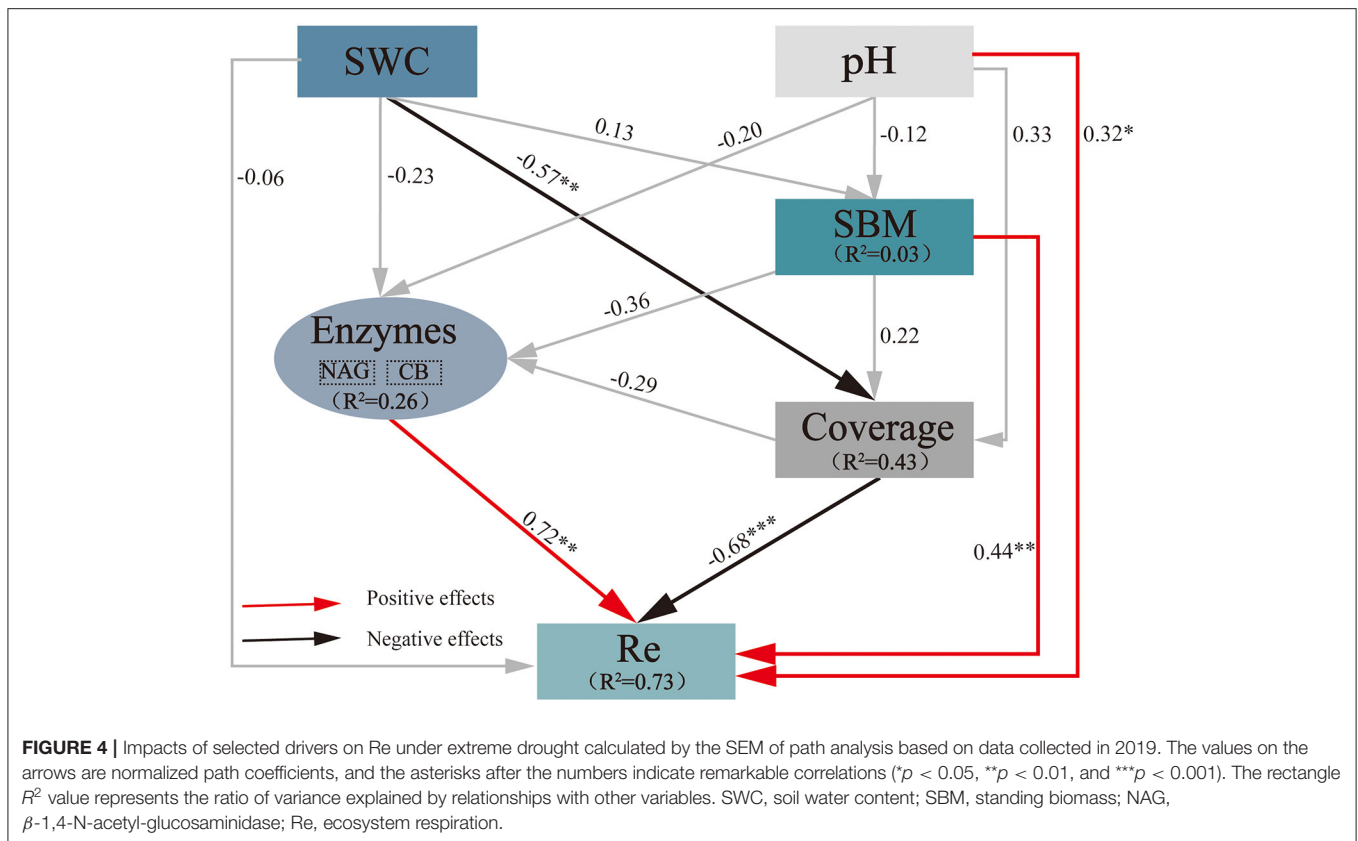 SWC
pH
0.13
-0.20
-0.12
0.33
0.32*
-0.06
-0.23
-0.57**
SBM
(R²=0.03)
-0.36
0.22
Enzymes
NAG CB
(R²=0.26)
-0.29
Coverage
(R²=0.43)
0.72**
-0.68***
0.44**
Positive effects
Negative effects
Re
(R²=0.73)
FIGURE 4 | Impacts of selected drivers on Re under extreme drought calculated by the SEM of path analysis based on data collected in 2019. The values on the
arrows are normalized path coefficients, and the asterisks after the numbers indicate remarkable correlations (*p < 0.05, **p < 0.01, and ***p < 0.001). The rectangle
R² value represents the ratio of variance explained by relationships with other variables. SWC, soil water content; SBM, standing biomass; NAG,
β-1,4-N-acetyl-glucosaminidase; Re, ecosystem respiration.